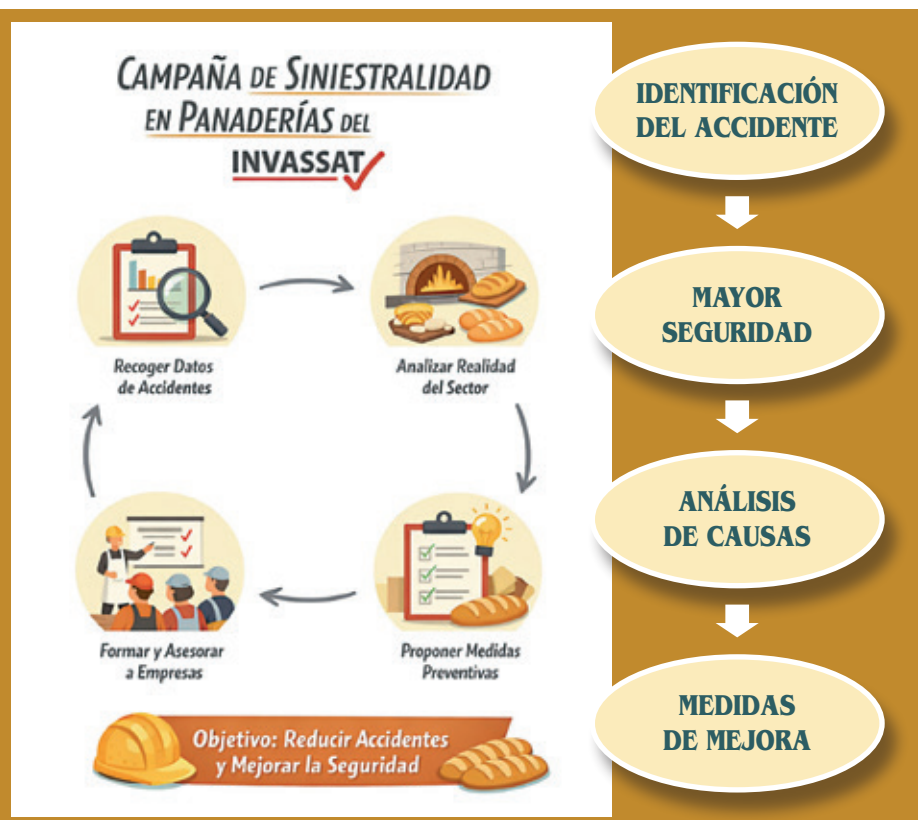 CAMPAÑA DE SINIESTRALIDAD
EN PANADERÍAS DEL
INVASSAT
Recoger Datos
de Accidentes
Analizar Realidad
del Sector
Formar y Asesorar
a Empresas
Proponer Medidas
Preventivas
Objetivo: Reducir Accidentes
y Mejorar la Seguridad
IDENTIFICACIÓN
DEL ACCIDENTE
MAYOR
SEGURIDAD
ANÁLISIS
DE CAUSAS
MEDIDAS
DE MEJORA